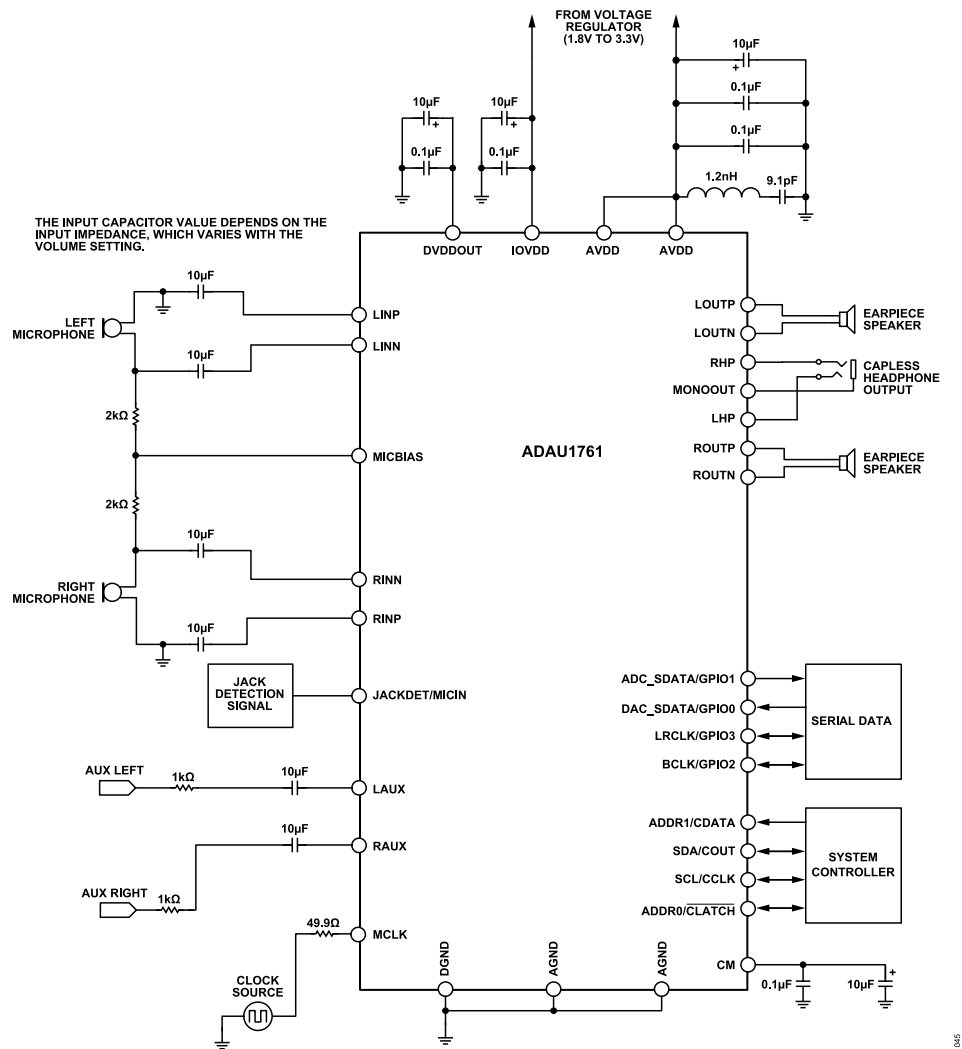 FROM VOLTAGE
REGULATOR
(1.8V TO 3.3V)
10µF
+
0.1µF
0.1µF
1.2nH
9.1pF
10µF
+
0.1µF
10µF
+
0.1µF
THE INPUT CAPACITOR VALUE DEPENDS ON THE
INPUT IMPEDANCE, WHICH VARIES WITH THE
VOLUME SETTING.
DVDDOUT
IOVDD
AVDD
AVDD
10µF
LINP
LEFT
MICROPHONE
10µF
LINN
2kΩ
MICBIAS
2kΩ
10µF
RINN
RIGHT
MICROPHONE
10µF
RINP
JACK
DETECTION
SIGNAL
JACKDET/MICIN
AUX LEFT
1kΩ
10µF
LAUX
10µF
RAUX
AUX RIGHT
1kΩ
49.9Ω
MCLK
CLOCK
SOURCE
ADAU1761
LOUTP
LOUTN
EARPIECE
SPEAKER
RHP
MONOOUT
LHP
CAPLESS
HEADPHONE
OUTPUT
ROUTP
ROUTN
EARPIECE
SPEAKER
ADC_SDATA/GPIO1
DAC_SDATA/GPIO0
LRCLK/GPIO3
BCLK/GPIO2
SERIAL DATA
ADDR1/CDATA
SDA/COUT
SCL/CCLK
ADDR0/CLATCH
SYSTEM
CONTROLLER
DGND
AGND
AGND
CM
0.1µF
10µF
+
045